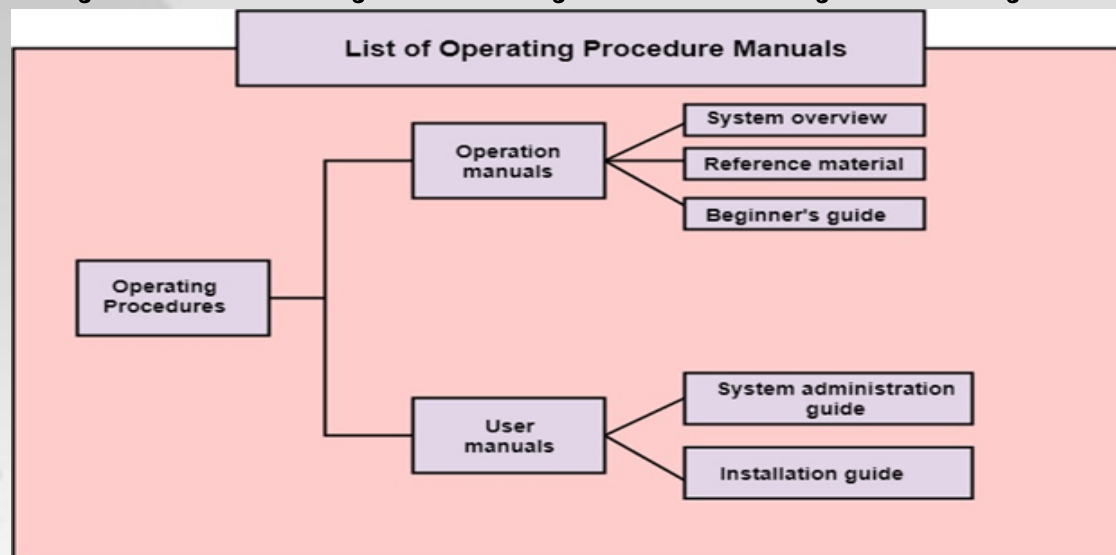 List of Operating Procedure Manuals
System overview
Operation
manuals
Reference material
Beginner's guide
Operating
Procedures
System administration
guide
User
manuals
Installation guide